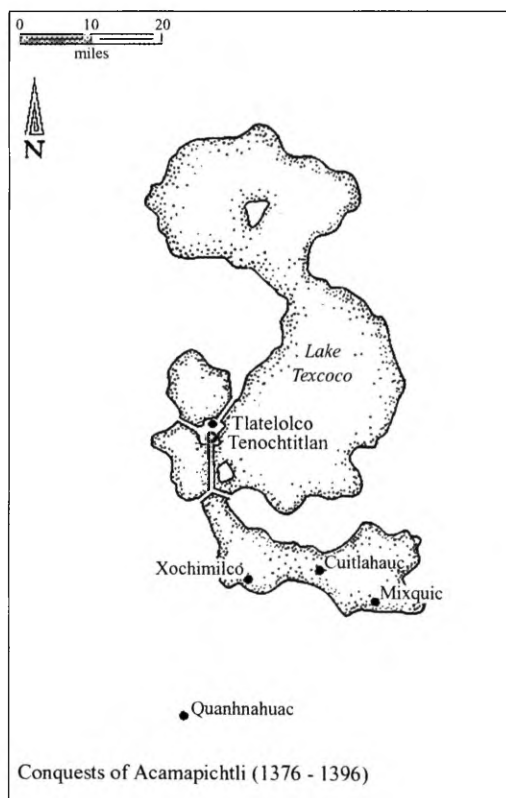 0 10 20
miles
N
Lake
Texcoco
Tlatelolco
Tenochtitlan
Xochimilco
Cuitlahauc
Mixquic
Quanhnahuac
Conquests of Acamapichtli (1376 - 1396)